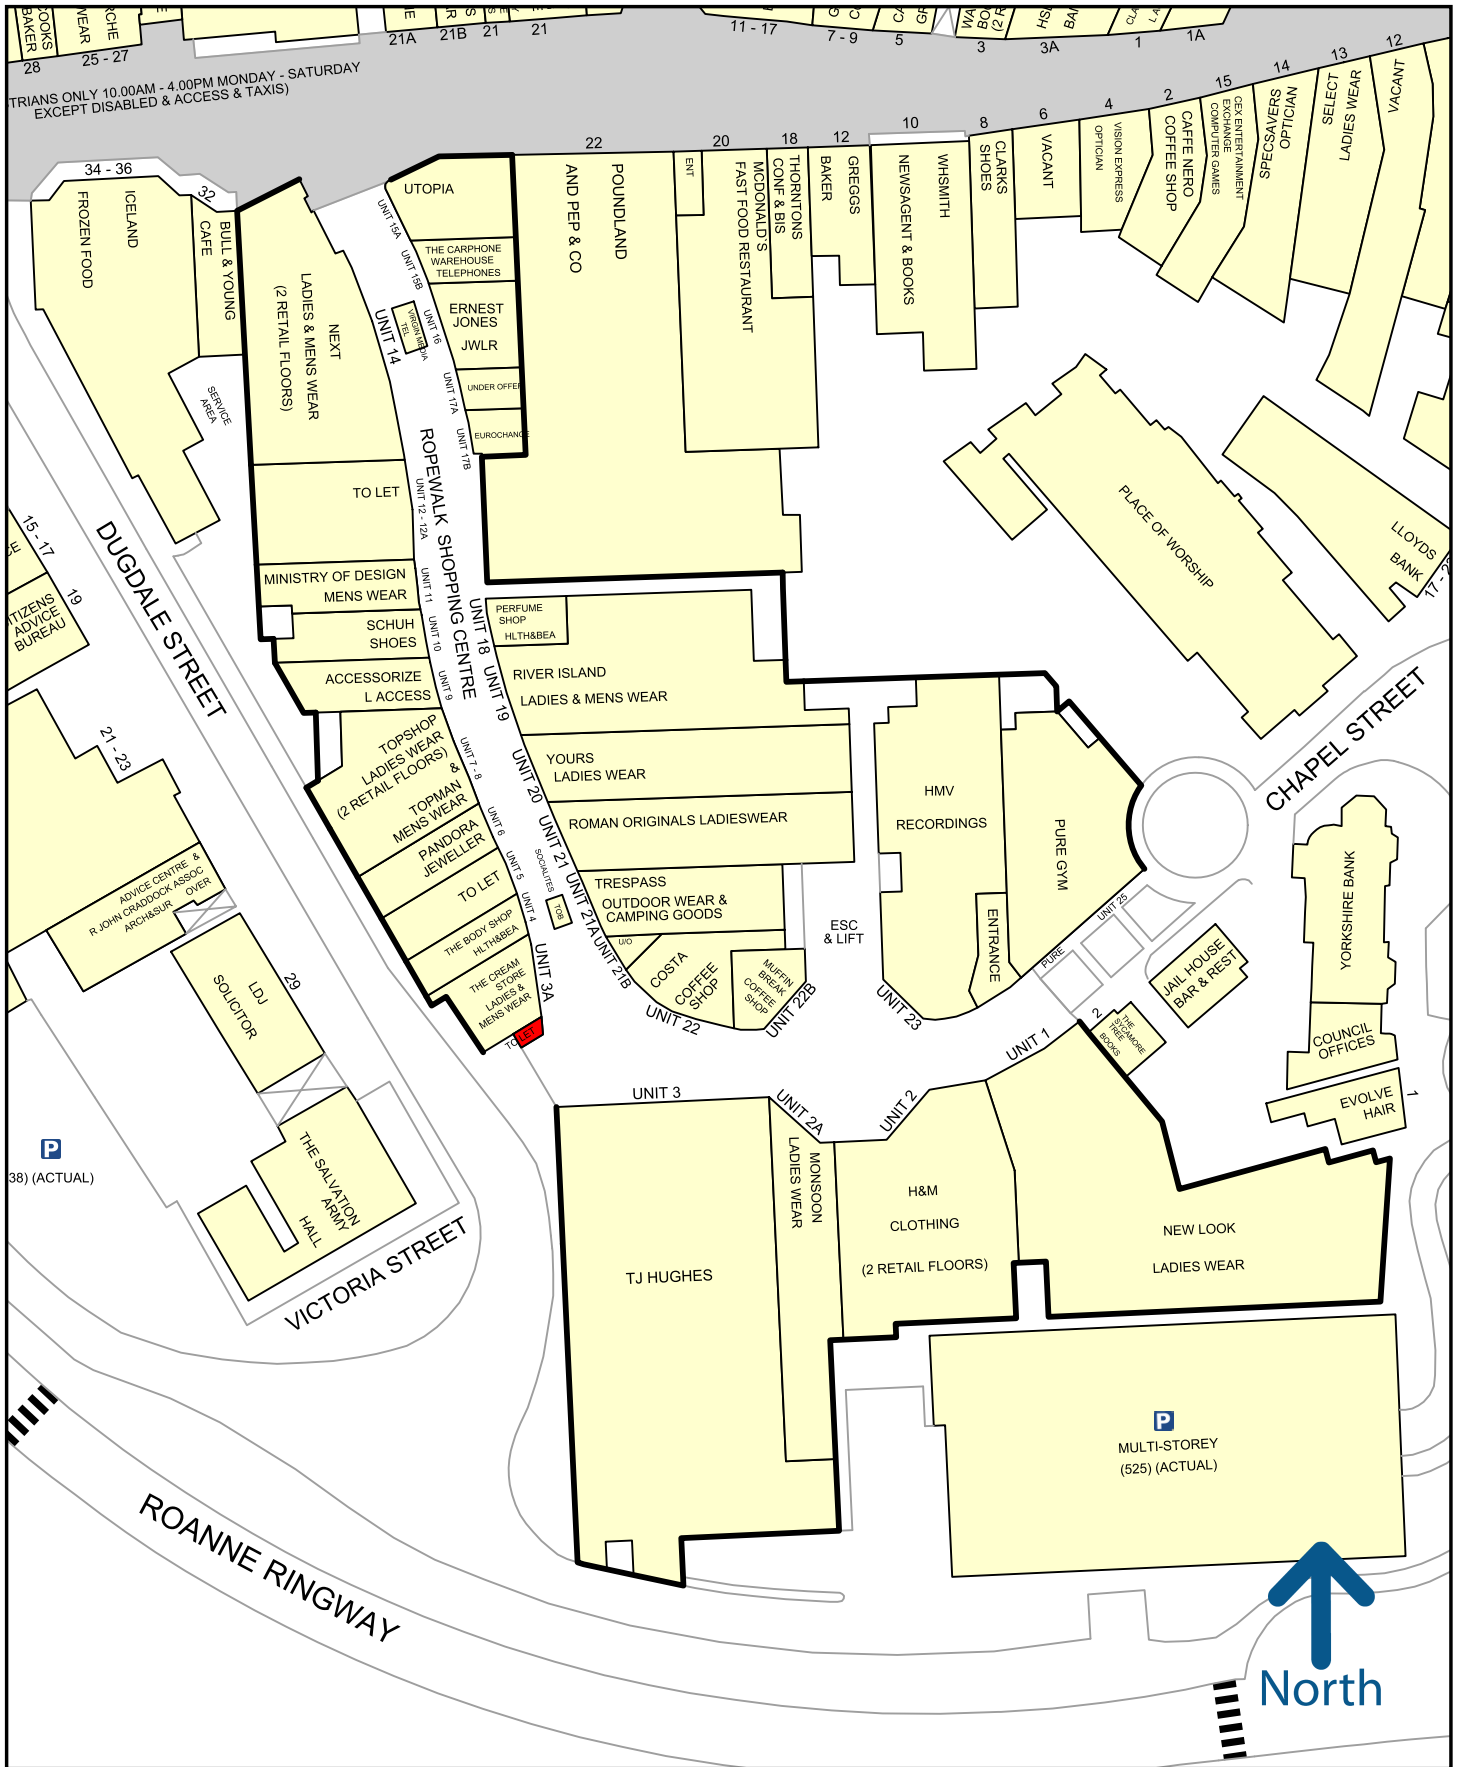 COOKS
BAKER
28
25 - 27
21A
21B
21
21
11 - 17
7 - 9
5
3
3A
1
1A
TRIANS ONLY 10.00AM - 4.00PM MONDAY - SATURDAY
EXCEPT DISABLED & ACCESS & TAXIS)
34 - 36
ICELAND
FROZEN FOOD
32
BULL & YOUNG
CAFE
SERVICE
AREA
NEXT
LADIES & MENS WEAR
(2 RETAIL FLOORS)
UNIT 14
UTOPIA
UNIT 15A
THE CARPHONE
WAREHOUSE
TELEPHONES
UNIT 15B
VIRGIN MEDIA
TEL
UNIT 16
ERNEST
JONES
JWLR
UNIT 17A
UNDER OFFER
UNIT 17B
EUROCHANGE
22
POUNDLAND
AND PEP & CO
20
ENT
MCDONALD'S
FAST FOOD RESTAURANT
18
THORNTONS
CONF & BIS
12
GREGGS
BAKER
10
WHSMITH
NEWSAGENT & BOOKS
8
CLARKS
SHOES
6
VACANT
4
VISION EXPRESS
OPTICIAN
2
CAFFE NERO
COFFEE SHOP
15
CEX ENTERTAINMENT
EXCHANGE
COMPUTER GAMES
14
SPECSAVERS
OPTICIAN
13
SELECT
LADIES WEAR
12
VACANT
PLACE OF WORSHIP
LLOYDS
BANK
ROPEWALK SHOPPING CENTRE
TO LET
UNIT 12 - 12A
MINISTRY OF DESIGN
MENS WEAR
UNIT 11
SCHUH
SHOES
UNIT 10
ACCESSORIZE
L ACCESS
UNIT 9
TOPSHOP
LADIES WEAR
(2 RETAIL FLOORS)
&
TOPMAN
MENS WEAR
UNIT 7 - 8
PANDORA
JEWELLER
UNIT 6
TO LET
UNIT 5
THE BODY SHOP
HLTH&BEA
UNIT 4
THE CREAM
STORE
LADIES &
MENS WEAR
UNIT 3A
TO LET
SOCIALITES
TOB
UNIT 18
PERFUME
SHOP
HLTH&BEA
UNIT 19
RIVER ISLAND
LADIES & MENS WEAR
UNIT 20
YOURS
LADIES WEAR
UNIT 21
ROMAN ORIGINALS LADIESWEAR
UNIT 21A
TRESPASS
OUTDOOR WEAR &
CAMPING GOODS
UNIT 21B
U/O
COSTA
COFFEE
SHOP
UNIT 22
MUFFIN
BREAK
COFFEE
SHOP
UNIT 22B
ESC
& LIFT
HMV
RECORDINGS
UNIT 23
ENTRANCE
PURE GYM
UNIT 25
PURE
CHAPEL STREET
JAIL HOUSE
BAR & REST
2
THE
SYCAMORE
TREE
BOOKS
YORKSHIRE BANK
COUNCIL
OFFICES
EVOLVE
HAIR
1
15 - 17
19
CITIZENS
ADVICE
BUREAU
DUGDALE STREET
21 - 23
ADVICE CENTRE &
R JOHN CRADDOCK ASSOC
ARCH&SUR OVER
LDJ
SOLICITOR
29
THE SALVATION
ARMY
HALL
P
38) (ACTUAL)
VICTORIA STREET
UNIT 3
TJ HUGHES
UNIT 2A
MONSOON
LADIES WEAR
UNIT 2
H&M
CLOTHING
(2 RETAIL FLOORS)
UNIT 1
NEW LOOK
LADIES WEAR
P
MULTI-STOREY
(525) (ACTUAL)
ROANNE RINGWAY
North